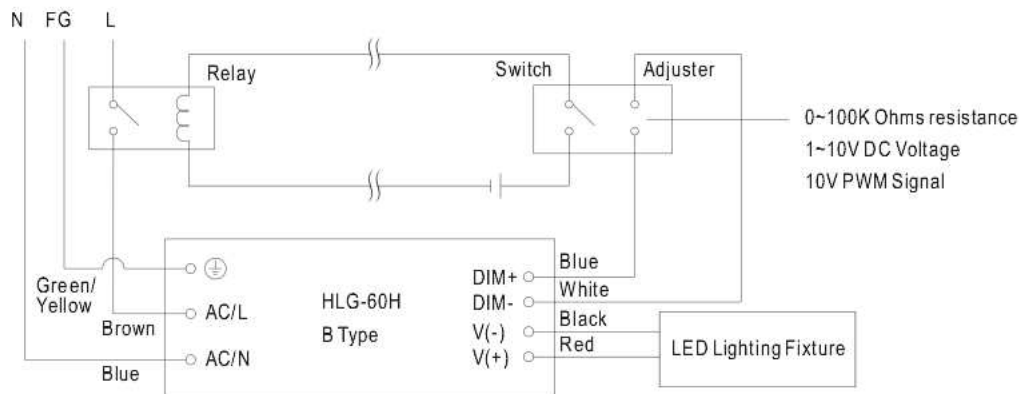 N FG L
Relay
Switch
Adjuster
0~100K Ohms resistance
1~10V DC Voltage
10V PWM Signal
Green/
Yellow
Brown
Blue
AC/L
AC/N
HLG-60H
B Type
DIM+
DIM-
V(-)
V(+)
Blue
White
Black
Red
LED Lighting Fixture